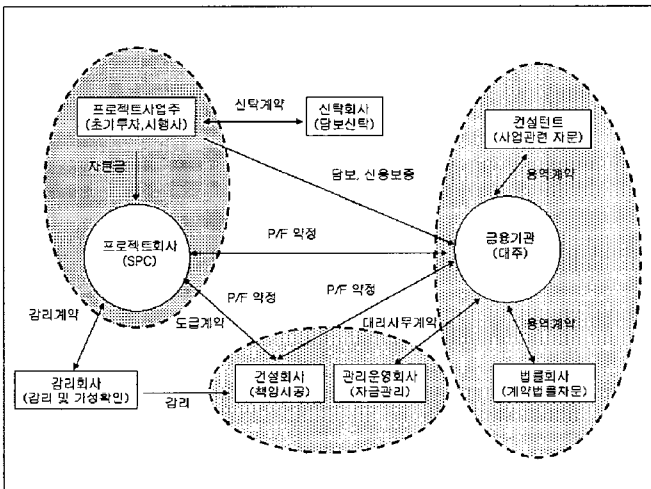 프로젝트사업주
(초기투자,시행사)
신탁계약
신탁회사
(담보신탁)
컨설턴트
(사업관련 자문)
자본금
담보, 신용보증
용역계약
프로젝트회사
(SPC)
P/F 약정
금융기관
(대주)
P/F 약정
P/F 약정
감리계약
도급계약
대리사무계약
용역계약
감리회사
(감리 및 기성확인)
감리
건설회사
(책임시공)
관리운영회사
(자금관리)
법률회사
(계약법률자문)